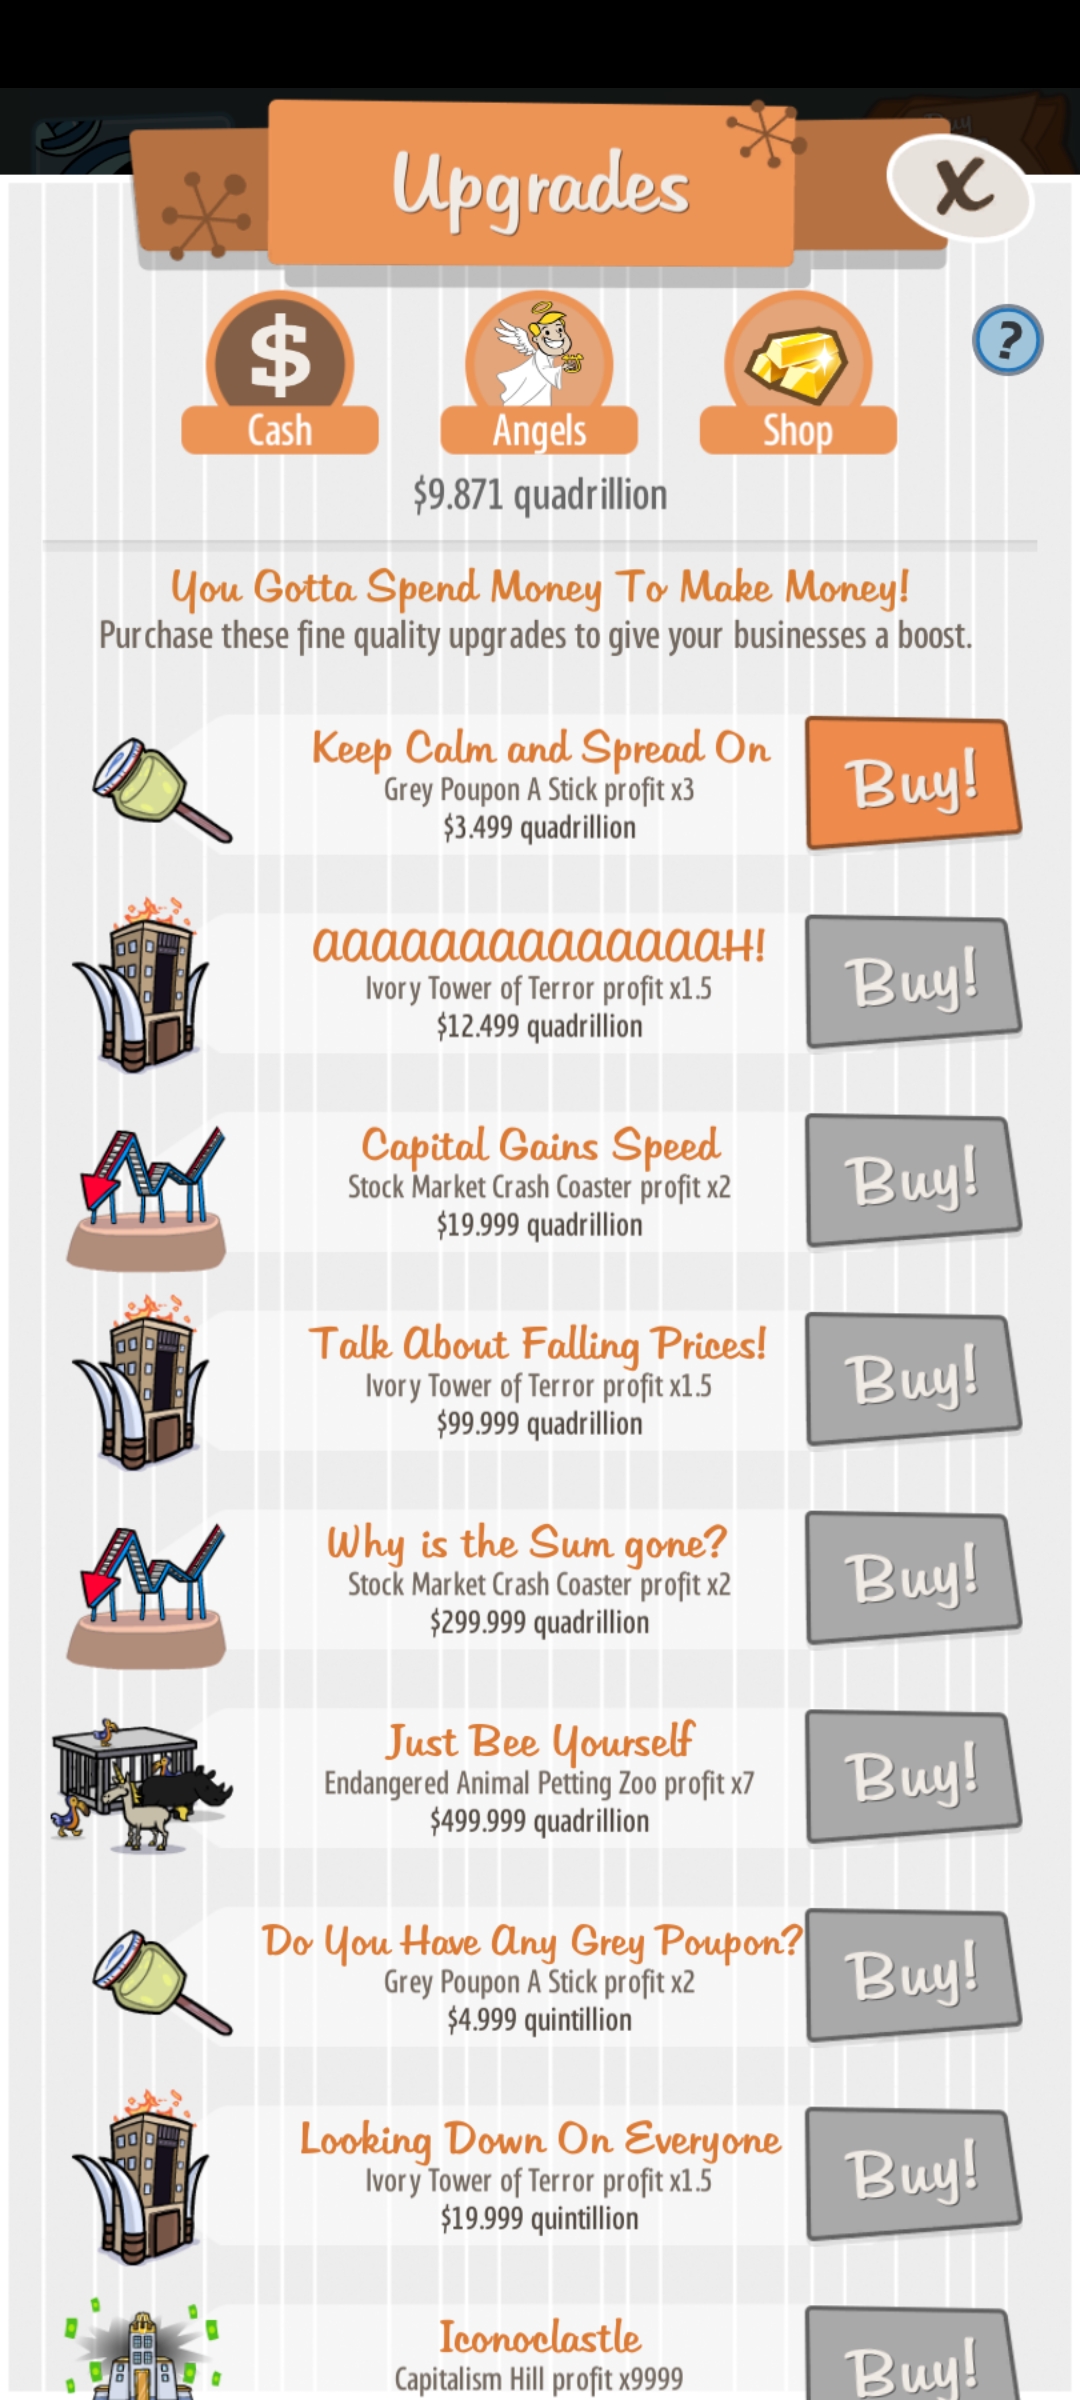 Buy
Upgrades
X
$
?
Cash
Angels
Shop
$9.871 quadrillion
You Gotta Spend Money To Make Money!
Purchase these fine quality upgrades to give your businesses a boost.
Keep Calm and Spread On
Grey Poupon A Stick profit x3
$3.499 quadrillion
Buy!
aaaaaaaaaaaaaaH!
Ivory Tower of Terror profit x1.5
$12.499 quadrillion
Buy!
Capital Gains Speed
Stock Market Crash Coaster profit x2
$19.999 quadrillion
Buy!
Talk About Falling Prices!
Ivory Tower of Terror profit x1.5
$99.999 quadrillion
Buy!
Why is the Sum gone?
Stock Market Crash Coaster profit x2
$299.999 quadrillion
Buy!
Just Bee Yourself
Endangered Animal Petting Zoo profit x7
$499.999 quadrillion
Buy!
Do You Have Any Grey Poupon?
Grey Poupon A Stick profit x2
$4.999 quintillion
Buy!
Looking Down On Everyone
Ivory Tower of Terror profit x1.5
$19.999 quintillion
Buy!
Iconoclastle
Capitalism Hill profit x9999
Buy!